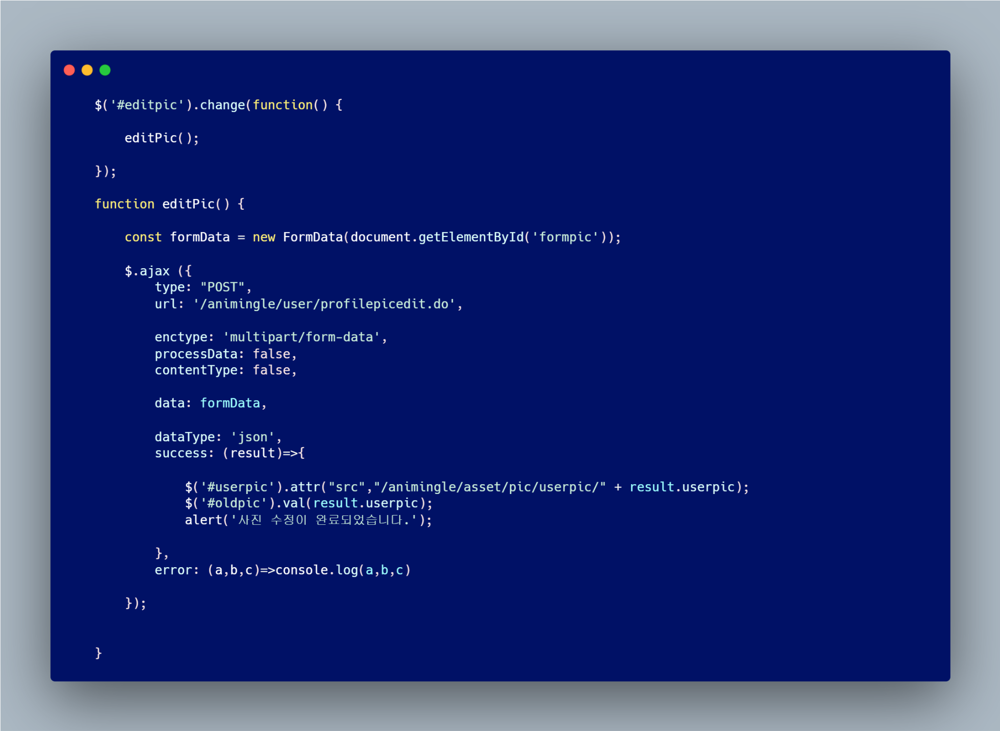 $('#editpic').change(function() {
editPic();
});
function editPic() {
const formData = new FormData(document.getElementById('formpic'));
$.ajax ({
type: "POST",
url: '/animingle/user/profilepicedit.do',
enctype: 'multipart/form-data',
processData: false,
contentType: false,
data: formData,
dataType: 'json',
success: (result)=>{
$('#userpic').attr("src","/animingle/asset/pic/userpic/" + result.userpic);
$('#oldpic').val(result.userpic);
alert('사진 수정이 완료되었습니다.');
},
error: (a,b,c)=>console.log(a,b,c)
});
}